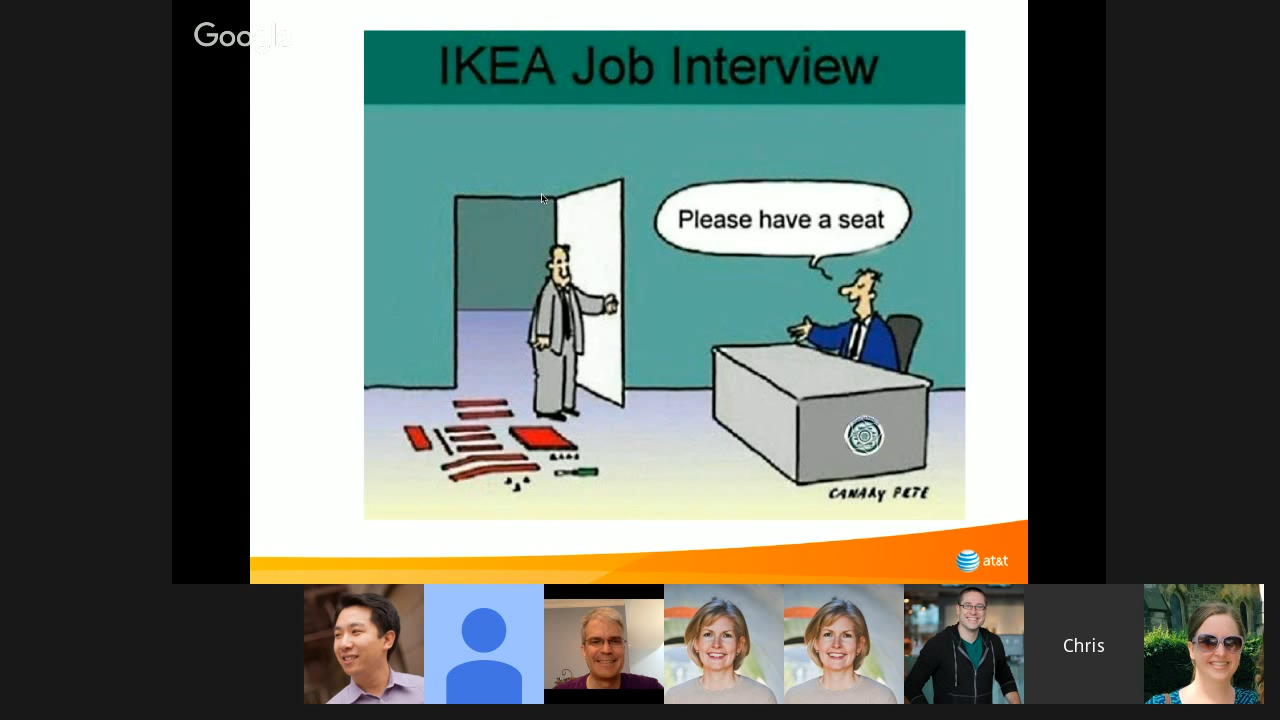 Google
IKEA Job Interview
Please have a seat
CANARY PETE
at&t
Chris